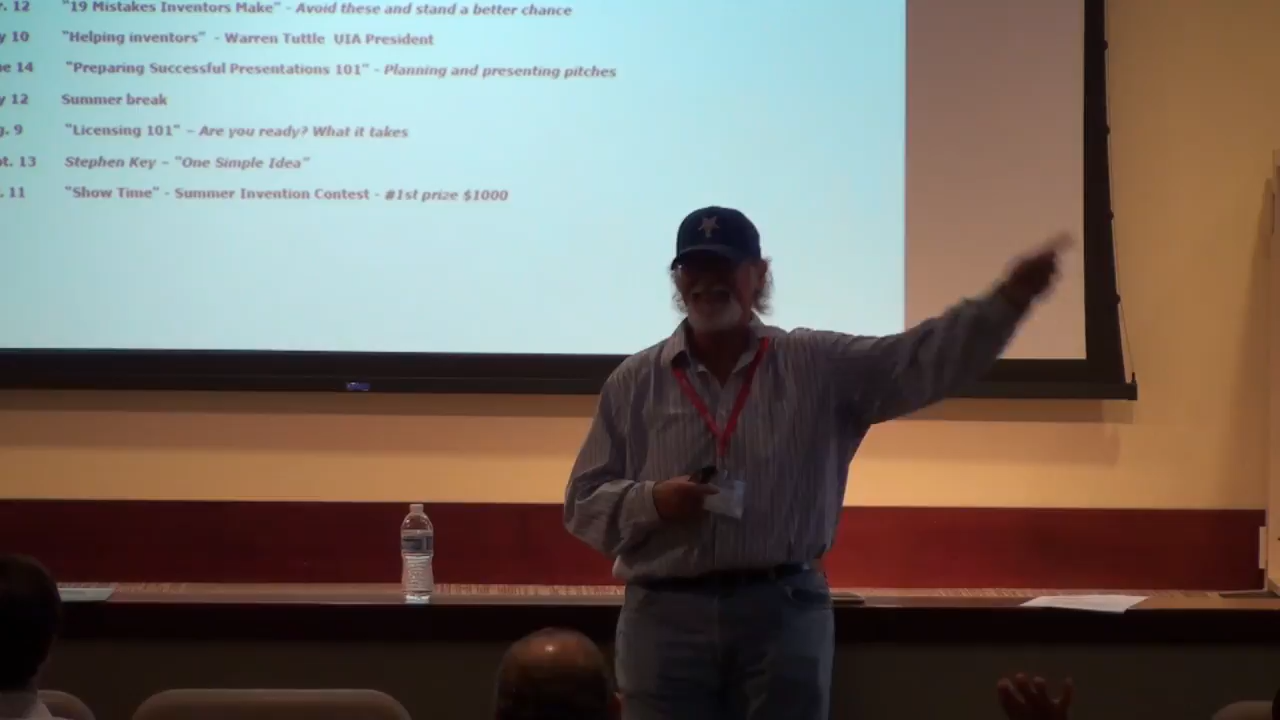 r. 12 "19 Mistakes Inventors Make" - Avoid these and stand a better chance
y 10 "Helping inventors" - Warren Tuttle UIA President
ne 14 "Preparing Successful Presentations 101" - Planning and presenting pitches
y 12 Summer break
g. 9 "Licensing 101" – Are you ready? What it takes
pt. 13 Stephen Key – "One Simple Idea"
. 11 "Show Time" - Summer Invention Contest - #1st prize $1000